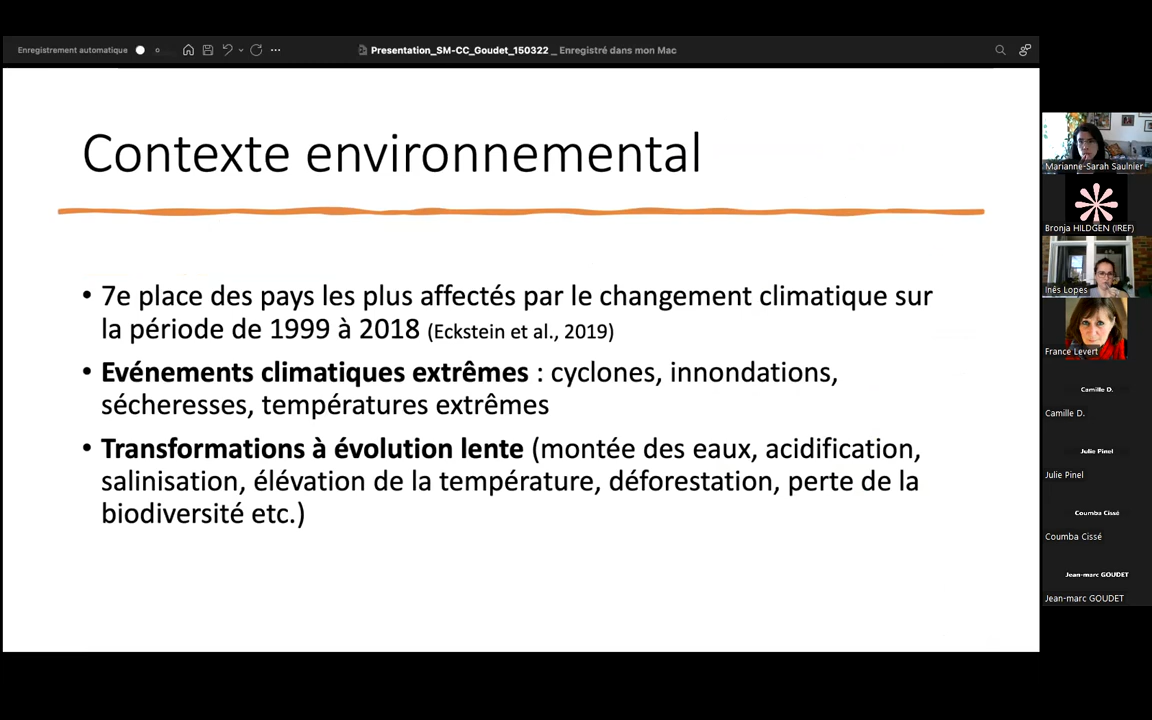 Enregistrement automatique
Presentation_SM-CC_Goudet_150322 _ Enregistré dans mon Mac
Contexte environnemental
• 7e place des pays les plus affectés par le changement climatique sur
la période de 1999 à 2018 (Eckstein et al., 2019)
• Evénements climatiques extrêmes : cyclones, innondations,
sécheresses, températures extrêmes
• Transformations à évolution lente (montée des eaux, acidification,
salinisation, élévation de la température, déforestation, perte de la
biodiversité etc.)
Marianne-Sarah Saulnier
Bronja HILDGEN (IREF)
Inês Lopes
France Levert
Camille D.
Camille D.
Julie Pinel
Julie Pinel
Coumba Cissé
Coumba Cissé
Jean-marc GOUDET
Jean-marc GOUDET